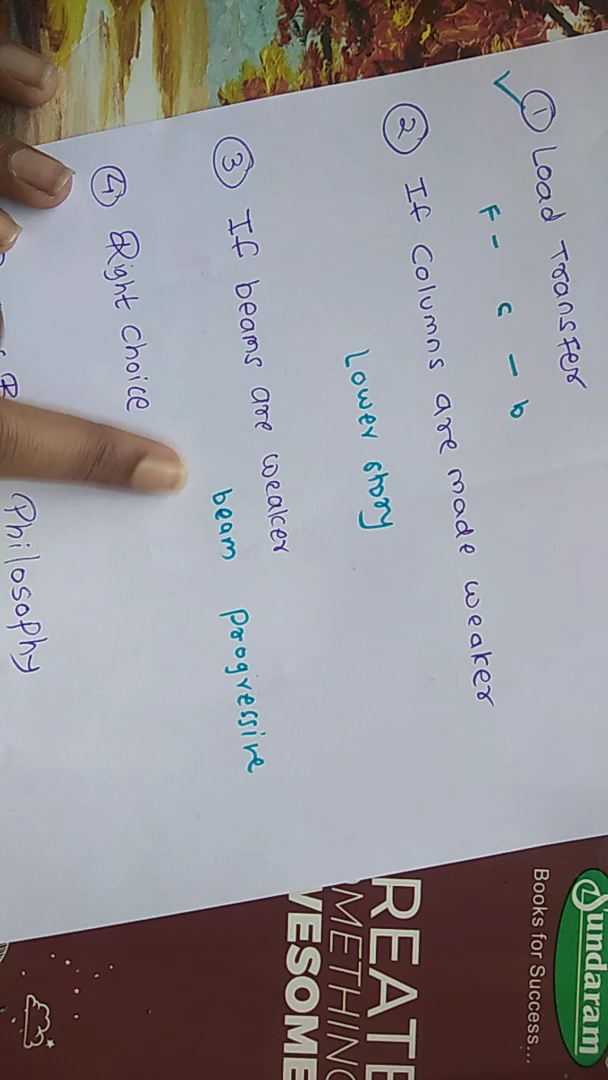 ① Load Transfer
F - c - b
② If columns are made weaker
Lower story
③ If beams are weaker
beam progressive
④ Right choice
Philosophy
Sundaram
Books for Success...
REATE
METHING
VESOME